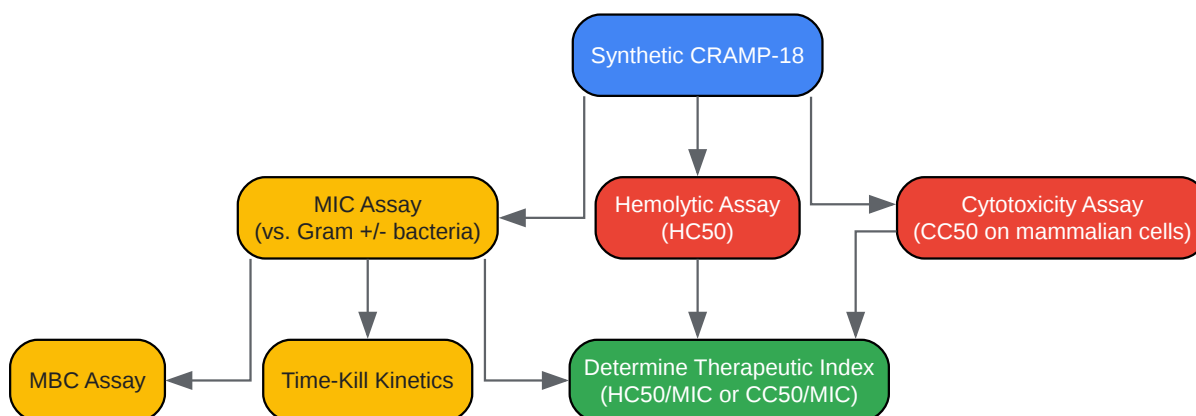 Synthetic CRAMP-18
MIC Assay
(vs. Gram +/- bacteria)
Hemolytic Assay
(HC50)
Cytotoxicity Assay
(CC50 on mammalian cells)
MBC Assay
Time-Kill Kinetics
Determine Therapeutic Index
(HC50/MIC or CC50/MIC)